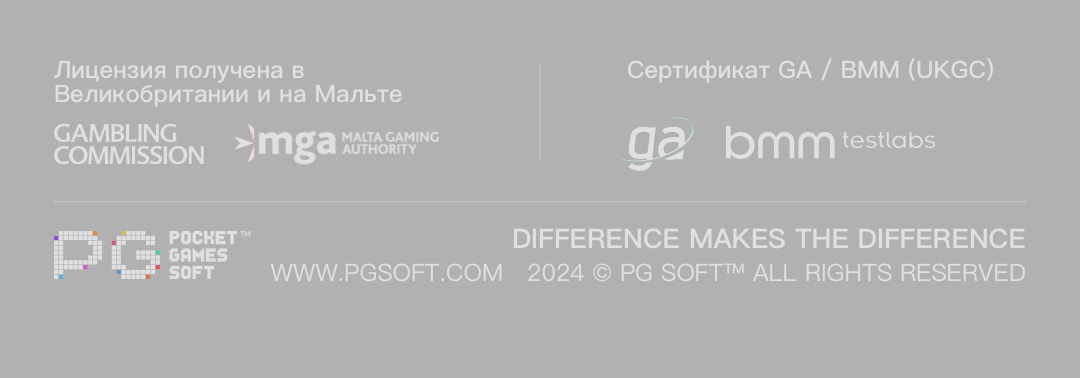 Лицензия получена в
Великобритании и на Мальте
GAMBLING
COMMISSION
mga MALTA GAMING
AUTHORITY
Сертификат GA / BMM (UKGC)
ga
bmm testlabs
PG POCKET™
GAMES
SOFT
WWW.PGSOFT.COM
DIFFERENCE MAKES THE DIFFERENCE
2024 © PG SOFT™ ALL RIGHTS RESERVED